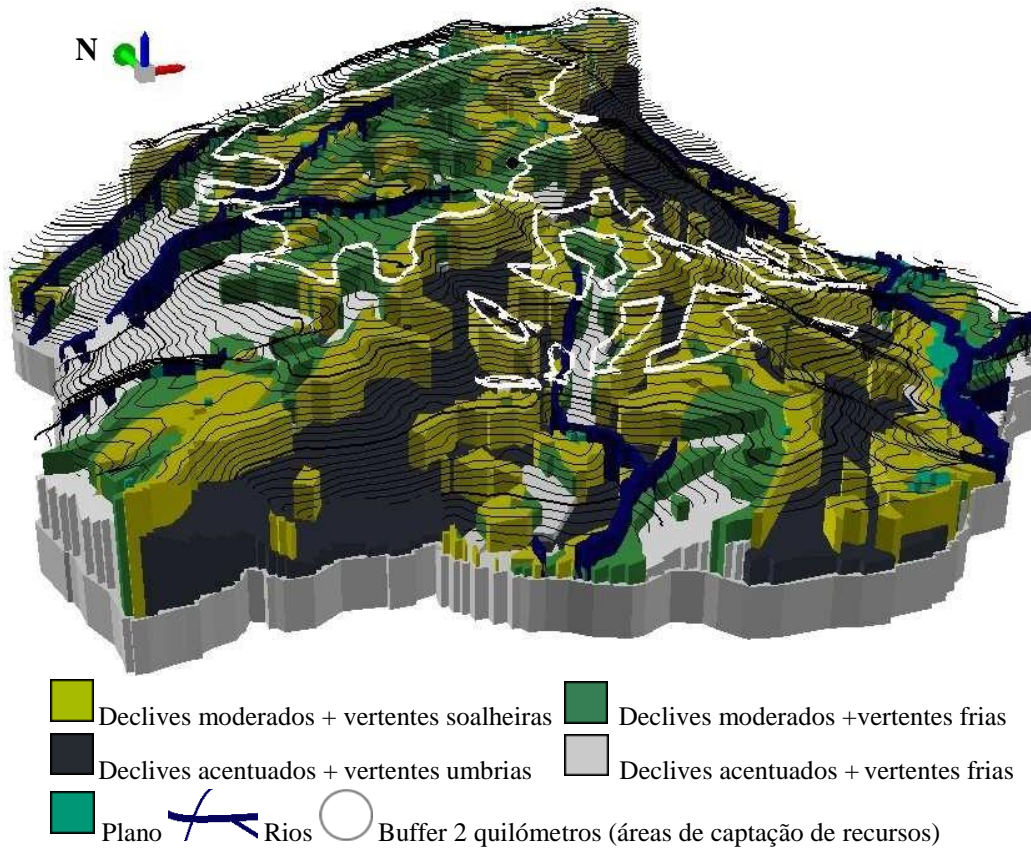 N
Declives moderados + vertentes soalheiras
Declives moderados +vertentes frias
Declives acentuados + vertentes umbrias
Declives acentuados + vertentes frias
Plano
Rios
Buffer 2 quilómetros (áreas de captação de recursos)